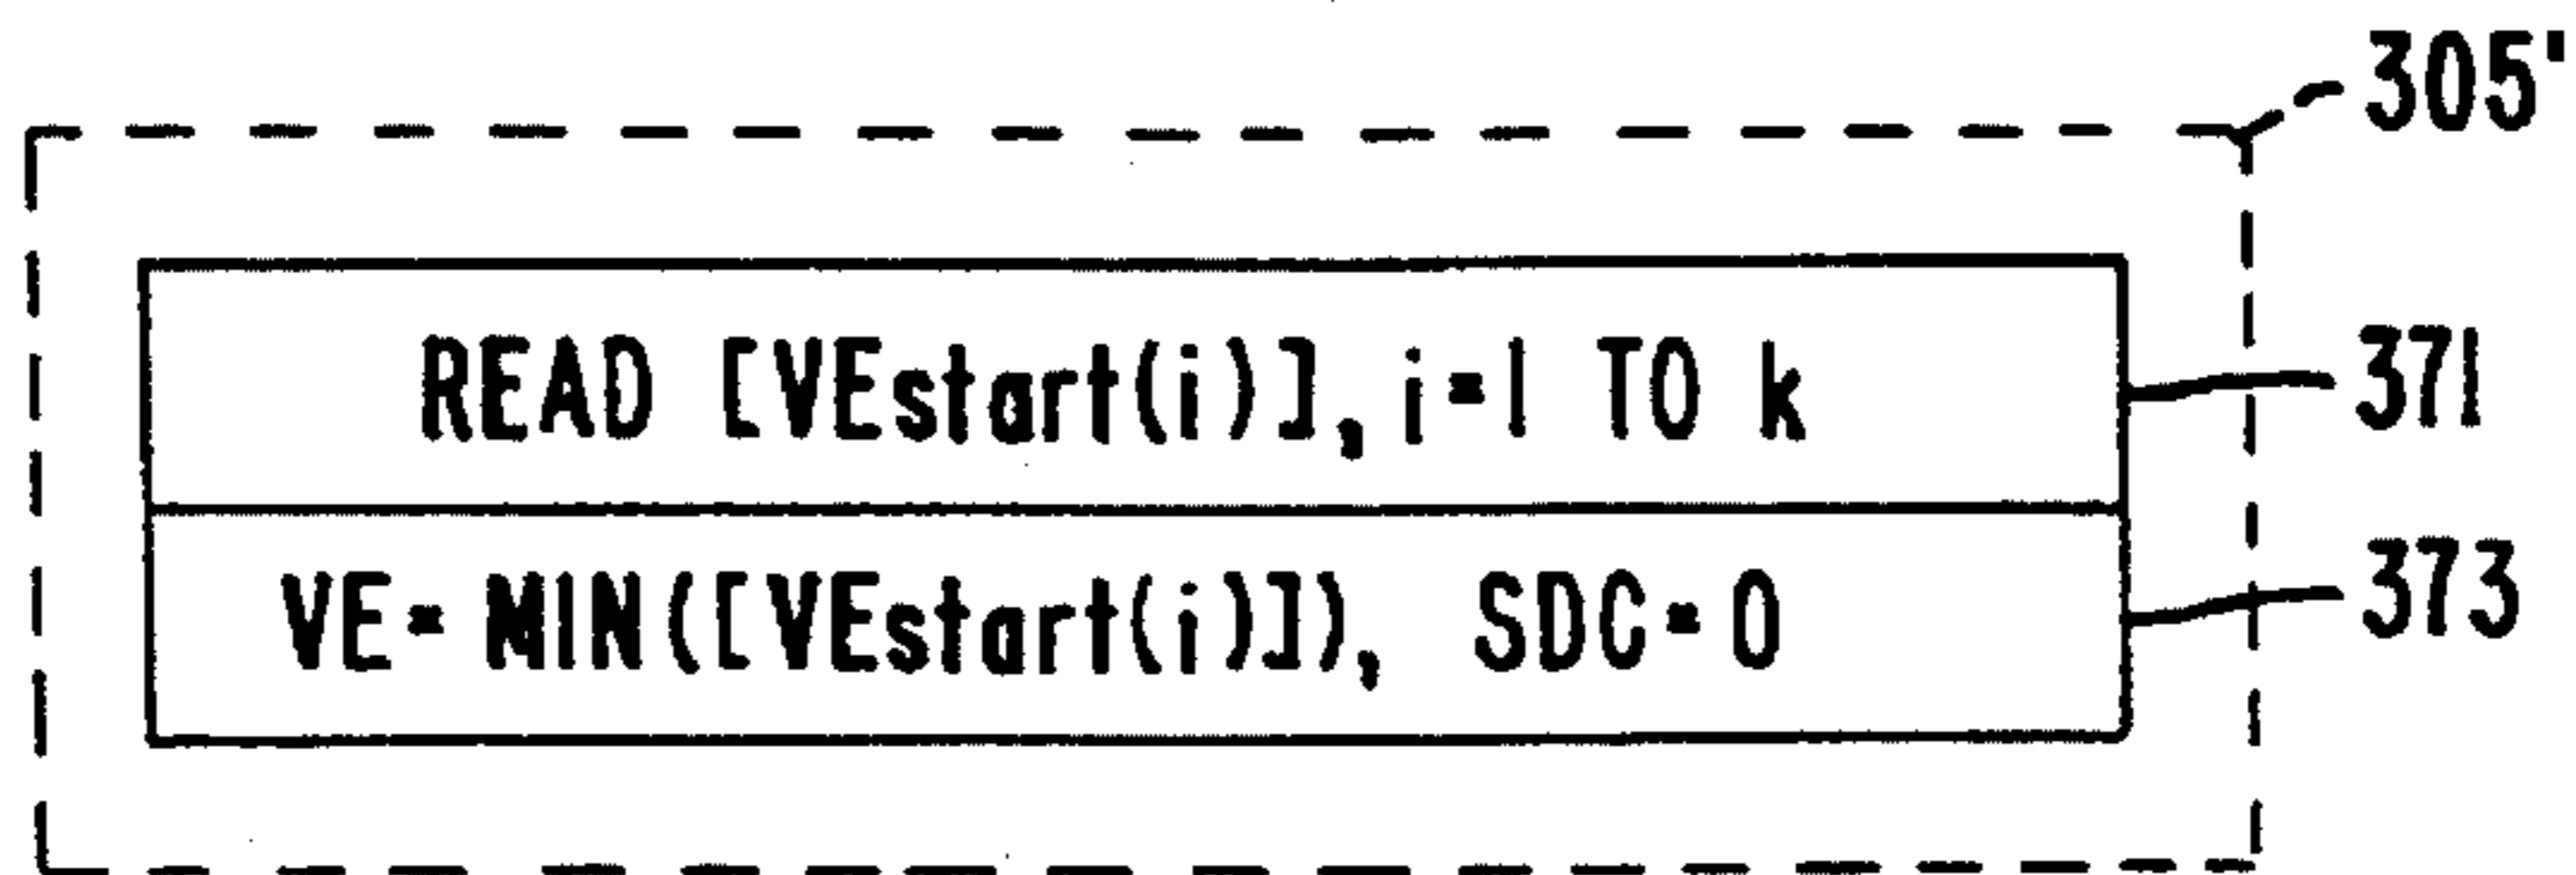 305'
READ [VEstart(i)], i=1 TO k
371
VE= MIN([VEstart(i)]), SDC=0
373